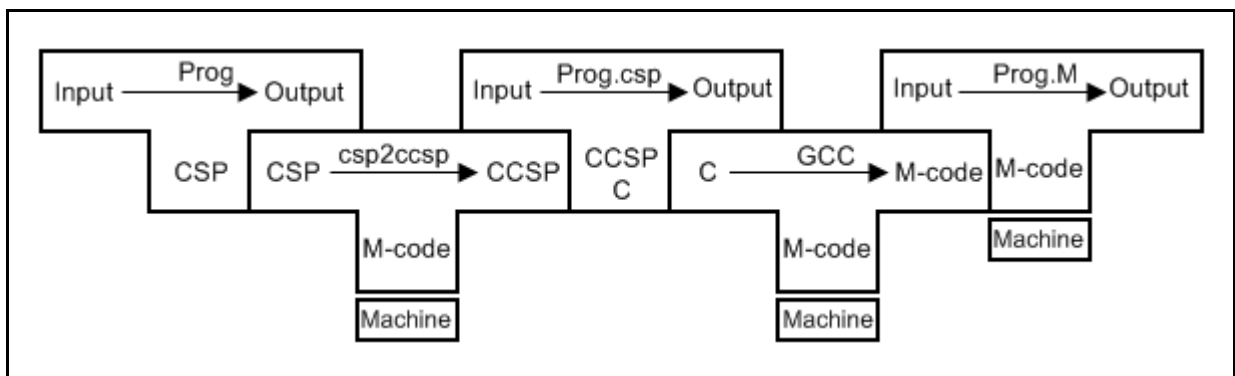 Prog
Input Output
Prog.csp
Input Output
Prog.M
Input Output
CSP
csp2ccsp
CSP CCSP
CCSP
C
GCC
C M-code
M-code
M-code
Machine
M-code
Machine
Machine